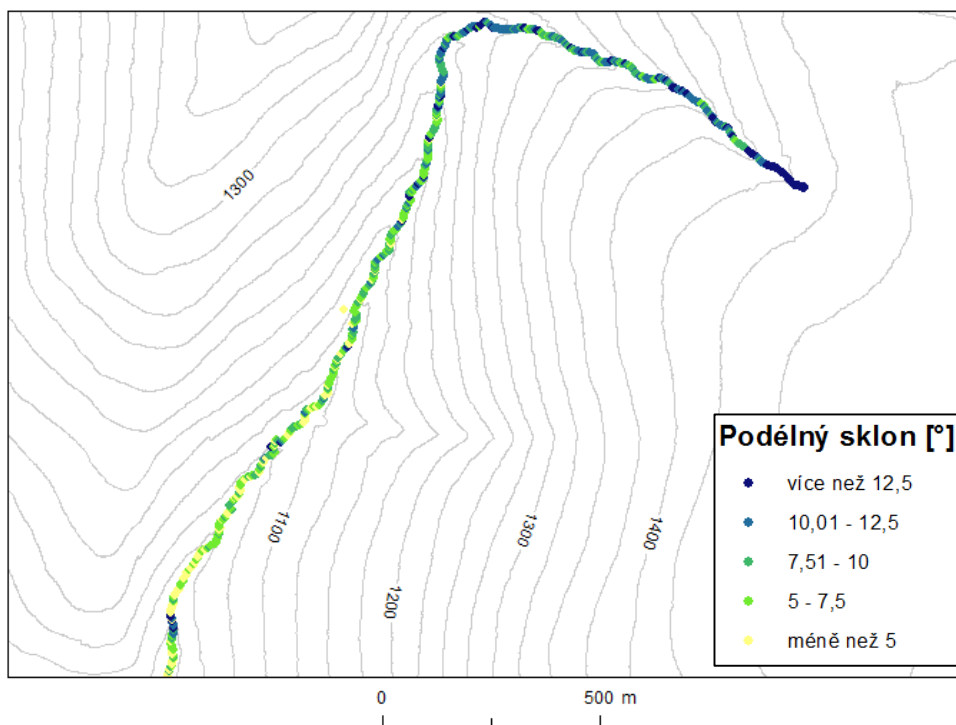 1300
1100
1200
1300
1400
Podélný sklon [°]
více než 12,5
10,01 - 12,5
7,51 - 10
5 - 7,5
méně než 5
0 500 m